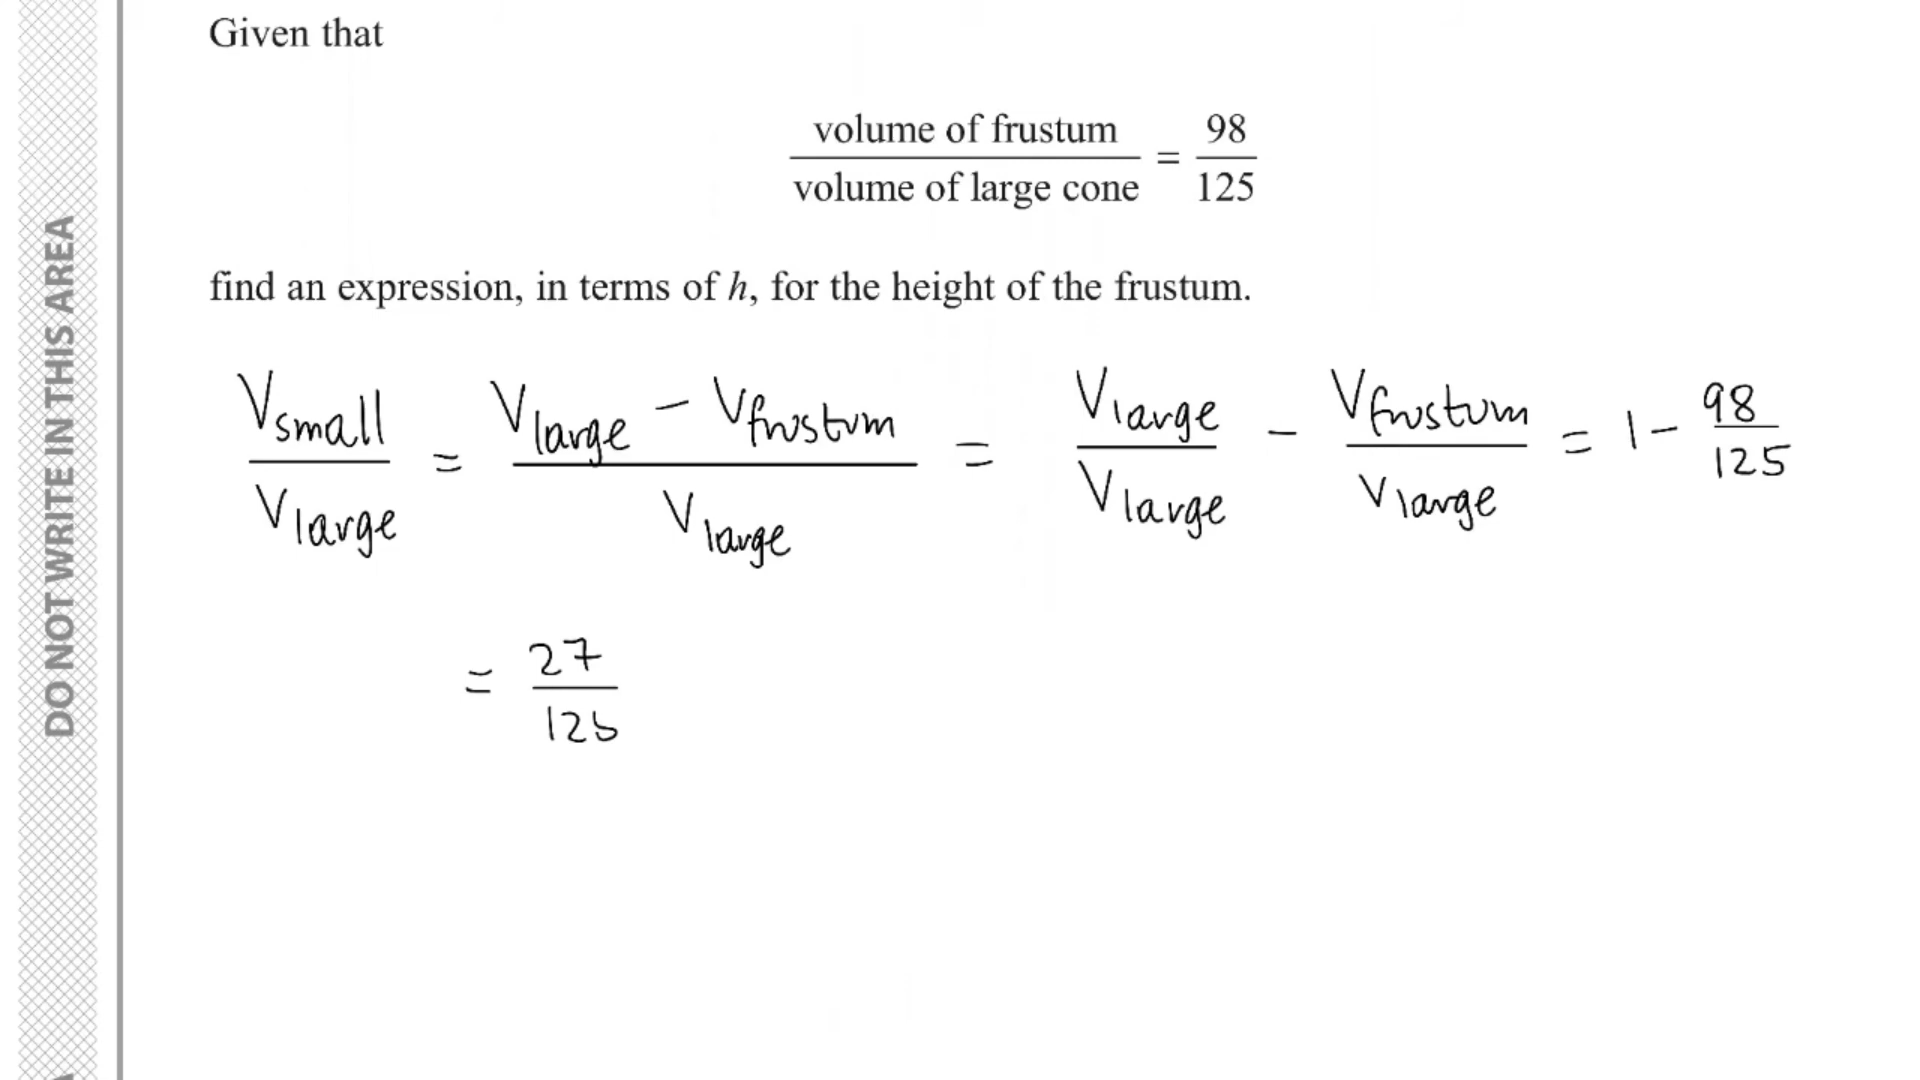 Given that
volume of frustum / volume of large cone = 98 / 125
find an expression, in terms of h, for the height of the frustum.
Vsmall / Vlarge = Vlarge - Vfrustum / Vlarge = Vlarge / Vlarge - Vfrustum / Vlarge = 1 - 98 / 125
= 27 / 125
DO NOT WRITE IN THIS AREA